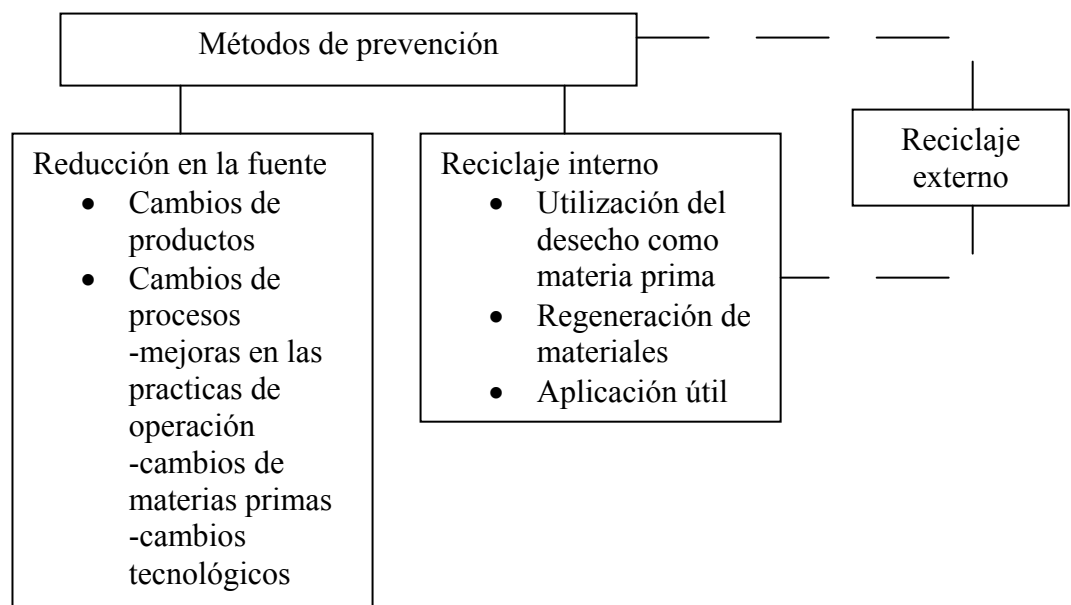 Métodos de prevención
Reciclaje
externo
Reducción en la fuente
• Cambios de
productos
• Cambios de
procesos
-mejoras en las
practicas de
operación
-cambios de
materias primas
-cambios
tecnológicos
Reciclaje interno
• Utilización del
desecho como
materia prima
• Regeneración de
materiales
• Aplicación útil